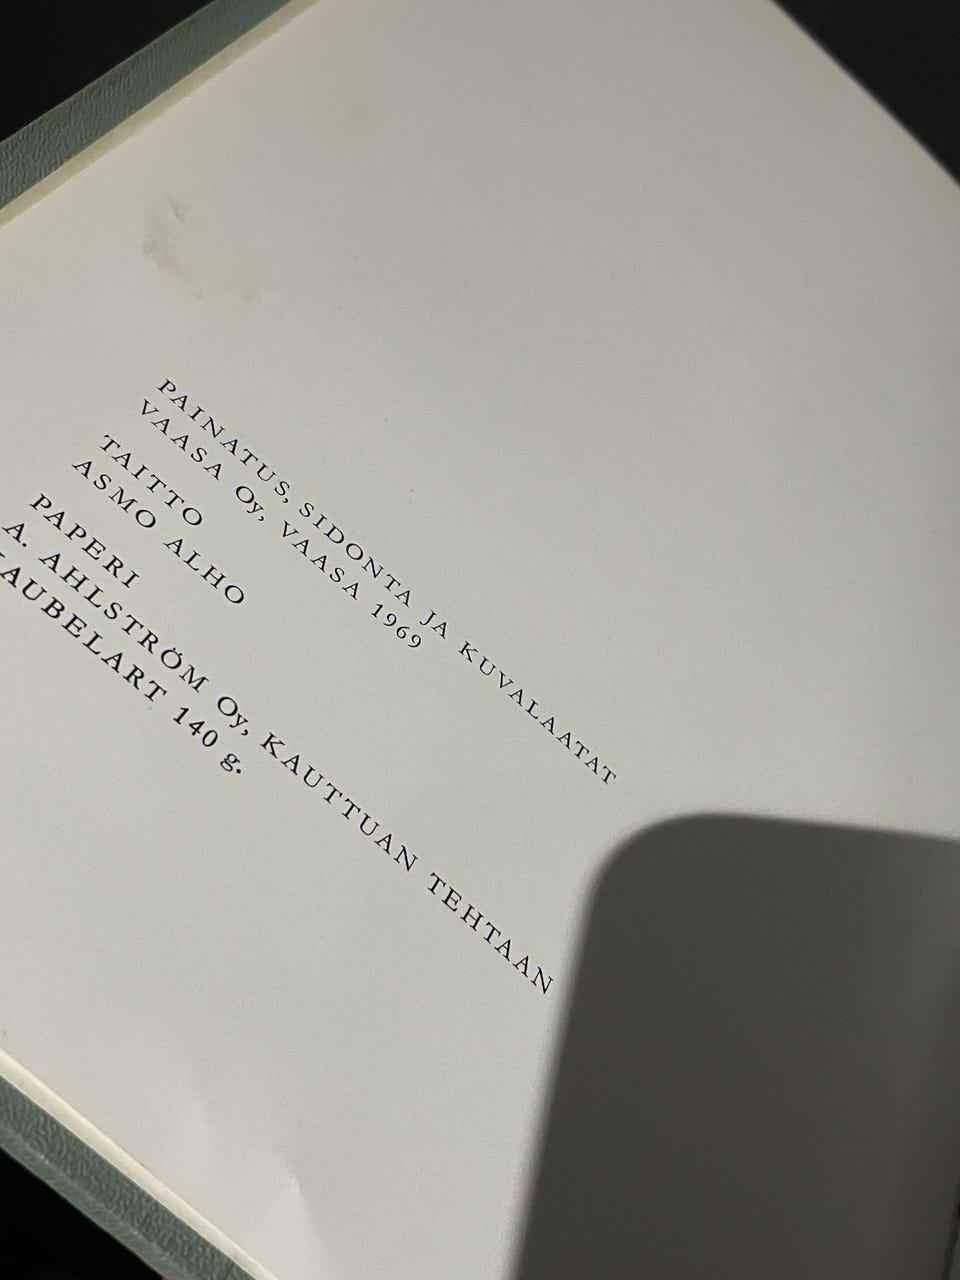 PAINATUS, SIDONTA JA KUVALAATAT
VAASA Oy, VAASA 1969
TAITTO
ASMO ALHO
PAPERI
A. AHLSTRÖM Oy, KAUTTUAN TEHTAAN
140 g.